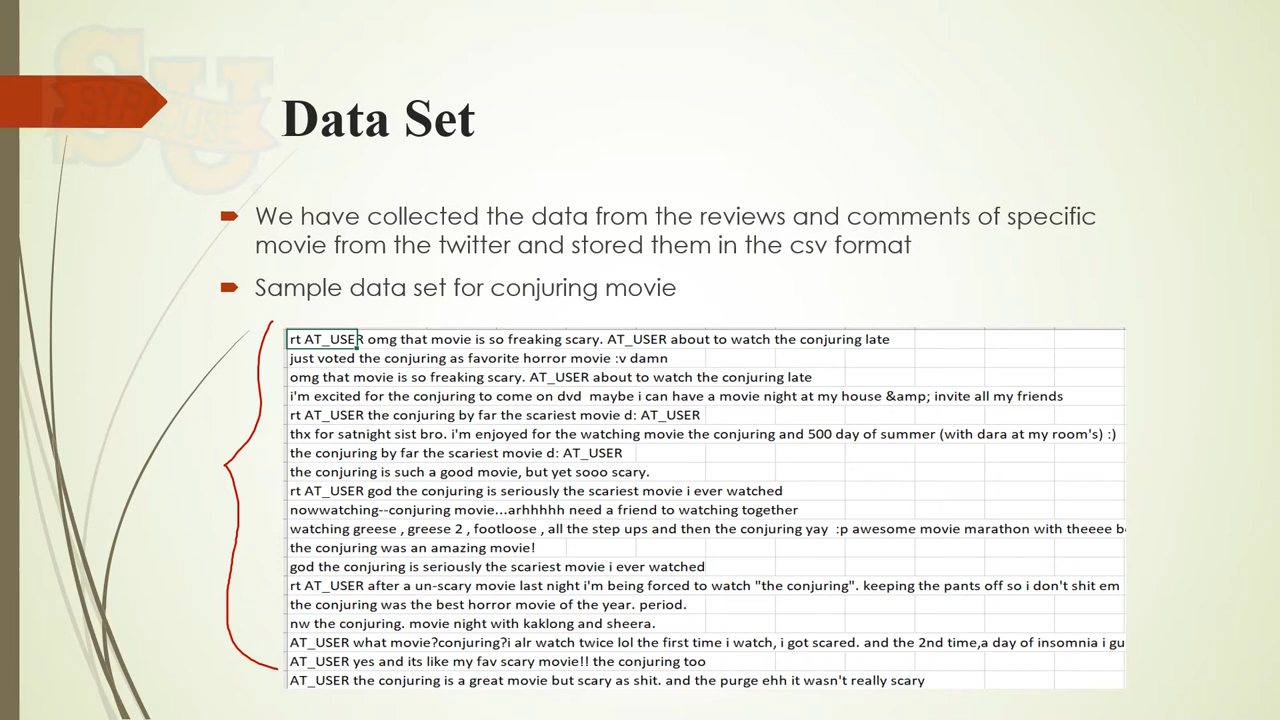 SU
SYRACUSE
Data Set
We have collected the data from the reviews and comments of specific
movie from the twitter and stored them in the csv format
Sample data set for conjuring movie
rt AT_USER omg that movie is so freaking scary. AT_USER about to watch the conjuring late
just voted the conjuring as favorite horror movie :v damn
omg that movie is so freaking scary. AT_USER about to watch the conjuring late
i'm excited for the conjuring to come on dvd  maybe i can have a movie night at my house &amp; invite all my friends
rt AT_USER the conjuring by far the scariest movie d: AT_USER
thx for satnight sist bro. i'm enjoyed for the watching movie the conjuring and 500 day of summer (with dara at my room's) :)
the conjuring by far the scariest movie d: AT_USER
the conjuring is such a good movie, but yet sooo scary.
rt AT_USER god the conjuring is seriously the scariest movie i ever watched
nowwatching--conjuring movie...arhhhhh need a friend to watching together
watching greese , greese 2 , footloose , all the step ups and then the conjuring yay  :p awesome movie marathon with theeee b
the conjuring was an amazing movie!
god the conjuring is seriously the scariest movie i ever watched
rt AT_USER after a un-scary movie last night i'm being forced to watch "the conjuring". keeping the pants off so i don't shit em
the conjuring was the best horror movie of the year. period.
nw the conjuring. movie night with kaklong and sheera.
AT_USER what movie?conjuring?i alr watch twice lol the first time i watch, i got scared. and the 2nd time,a day of insomnia i gu
AT_USER yes and its like my fav scary movie!! the conjuring too
AT_USER the conjuring is a great movie but scary as shit. and the purge ehh it wasn't really scary